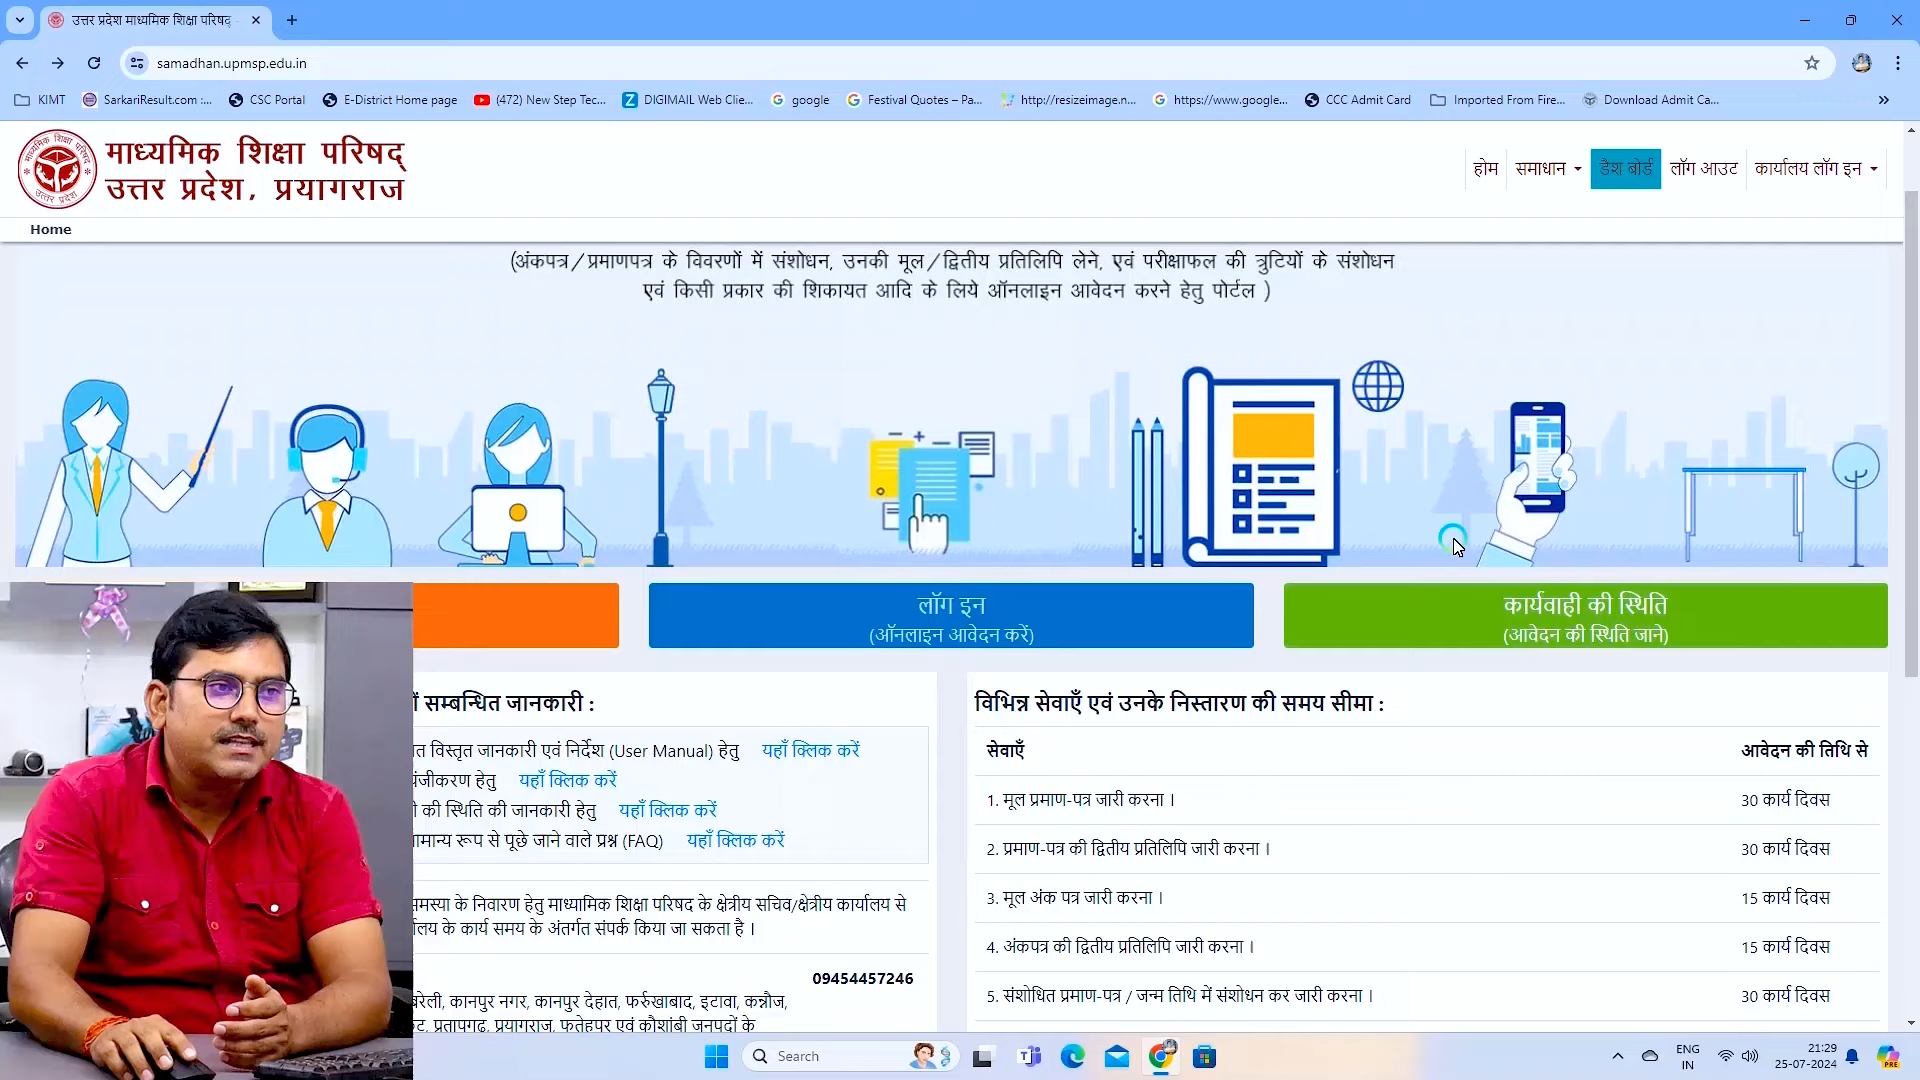 उत्तर प्रदेश माध्यमिक शिक्षा परिषद्
samadhan.upmsp.edu.in
KIMT
SarkariResult.com :...
CSC Portal
E-District Home page
(472) New Step Tec...
DIGIMAIL Web Clie...
google
Festival Quotes – Pa...
http://resizeimage.n...
https://www.google...
CCC Admit Card
Imported From Fire...
Download Admit Ca...
माध्यमिक शिक्षा परिषद्
उत्तर प्रदेश, प्रयागराज
होम
समाधान
डैश बोर्ड
लॉग आउट
कार्यालय लॉग इन
Home
(अंकपत्र/प्रमाणपत्र के विवरणों में संशोधन, उनकी मूल/द्वितीय प्रतिलिपि लेने, एवं परीक्षाफल की त्रुटियों के संशोधन
एवं किसी प्रकार की शिकायत आदि के लिये ऑनलाइन आवेदन करने हेतु पोर्टल )
लॉग इन
(ऑनलाइन आवेदन करें)
कार्यवाही की स्थिति
(आवेदन की स्थिति जाने)
सम्बन्धित जानकारी :
विस्तृत जानकारी एवं निर्देश (User Manual) हेतु यहाँ क्लिक करें
पंजीकरण हेतु यहाँ क्लिक करें
की स्थिति की जानकारी हेतु यहाँ क्लिक करें
सामान्य रूप से पूछे जाने वाले प्रश्न (FAQ) यहाँ क्लिक करें
समस्या के निवारण हेतु माध्यामिक शिक्षा परिषद के क्षेत्रीय सचिव/क्षेत्रीय कार्यालय से
के कार्य समय के अंतर्गत संपर्क किया जा सकता है ।
09454457246
बरेली, कानपुर नगर, कानपुर देहात, फर्रुखाबाद, इटावा, कन्नौज,
प्रतापगढ़, प्रयागराज, फतेहपुर एवं कौशांबी जनपदों के
विभिन्न सेवाएँ एवं उनके निस्तारण की समय सीमा :
सेवाएँ आवेदन की तिथि से
1. मूल प्रमाण-पत्र जारी करना । 30 कार्य दिवस
2. प्रमाण-पत्र की द्वितीय प्रतिलिपि जारी करना । 30 कार्य दिवस
3. मूल अंक पत्र जारी करना । 15 कार्य दिवस
4. अंकपत्र की द्वितीय प्रतिलिपि जारी करना । 15 कार्य दिवस
5. संशोधित प्रमाण-पत्र / जन्म तिथि में संशोधन कर जारी करना । 30 कार्य दिवस
Search
ENG
IN
21:29
25-07-2024
PRE